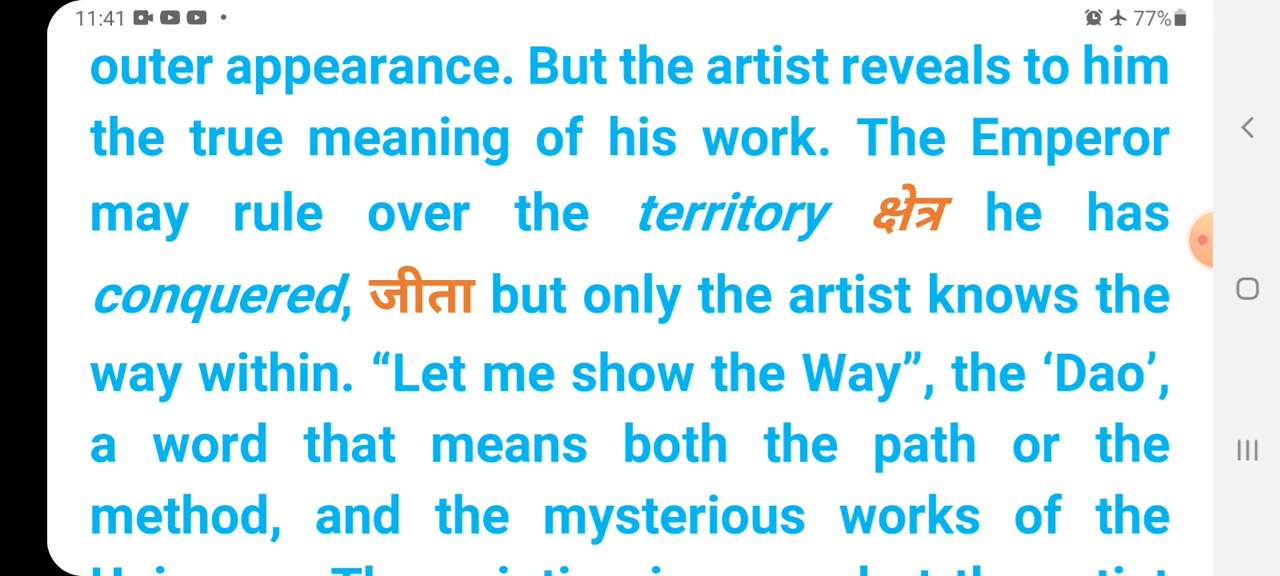 11:41
77%
outer appearance. But the artist reveals to him
the true meaning of his work. The Emperor
may rule over the territory क्षेत्र he has
conquered, जीता but only the artist knows the
way within. “Let me show the Way”, the ‘Dao’,
a word that means both the path or the
method, and the mysterious works of the